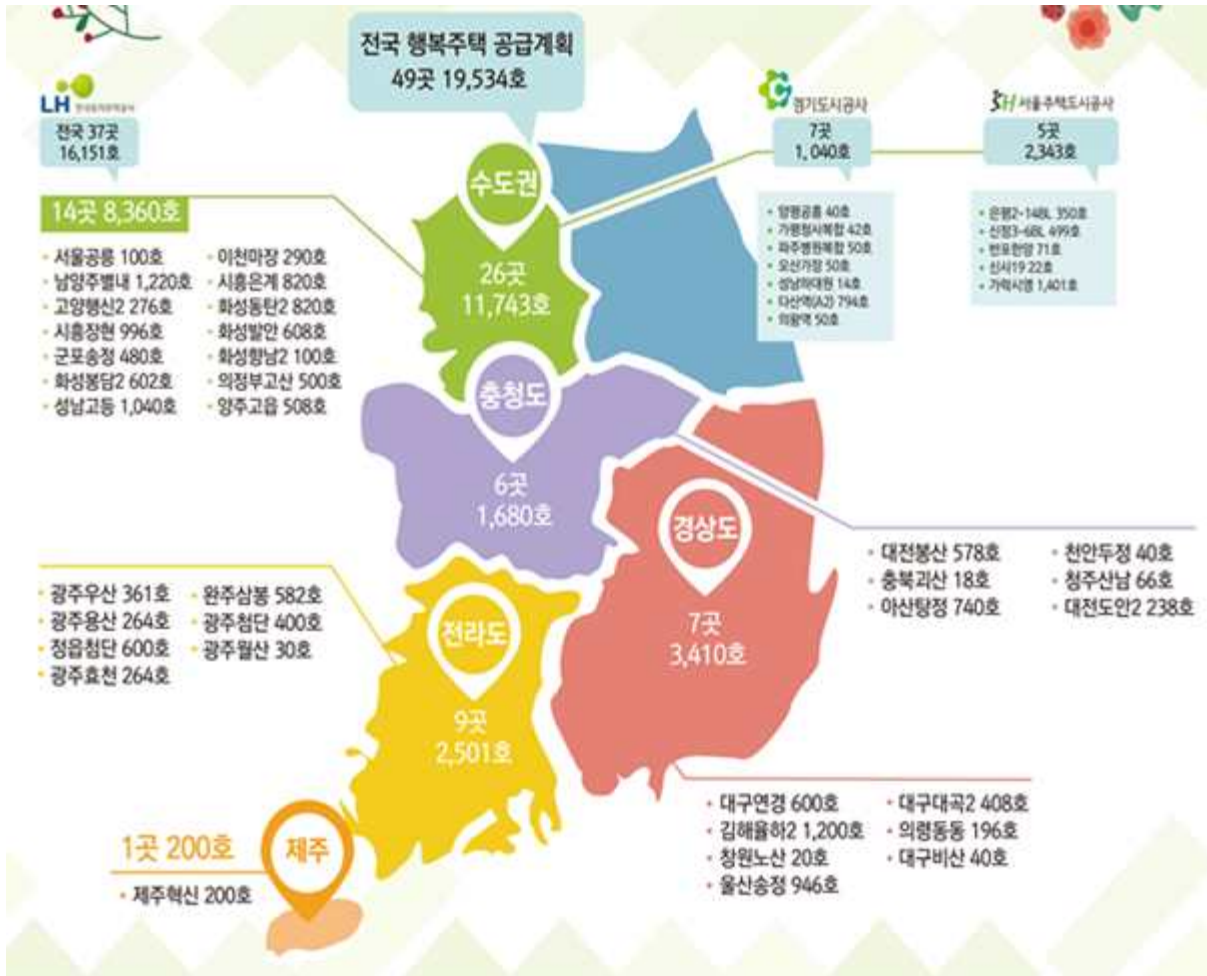 전국 행복주택 공급계획
49곳 19,534호
LH
전국 37곳
16,151호
경기도시공사
7곳
1,040호
SH 서울주택도시공사
5곳
2,343호
14곳 8,360호
• 서울공릉 100호
• 남양주별내 1,220호
• 고양행신2 276호
• 시흥장현 996호
• 군포송정 480호
• 화성봉담2 602호
• 성남고등 1,040호
• 이천마장 290호
• 시흥은계 820호
• 화성동탄2 820호
• 화성발안 608호
• 화성향남2 100호
• 의정부고산 500호
• 양주고읍 508호
수도권
26곳
11,743호
• 양평공흥 40호
• 가평청사복합 42호
• 파주병원복합 50호
• 오산가장 50호
• 성남하대원 14호
• 다산역(A2) 794호
• 의왕역 50호
• 은평2-14BL 350호
• 신정3-6BL 499호
• 반포한양 71호
• 신시19 22호
• 가락시영 1,401호
충청도
6곳
1,680호
• 대전봉산 578호
• 충북괴산 18호
• 아산탕정 740호
• 천안두정 40호
• 청주산남 66호
• 대전도안2 238호
경상도
7곳
3,410호
• 광주우산 361호
• 광주용산 264호
• 정읍첨단 600호
• 광주효천 264호
• 완주삼봉 582호
• 광주첨단 400호
• 광주월산 30호
전라도
9곳
2,501호
• 대구연경 600호
• 김해율하2 1,200호
• 창원노산 20호
• 울산송정 946호
• 대구대곡2 408호
• 의령동동 196호
• 대구비산 40호
1곳 200호
제주
• 제주혁신 200호